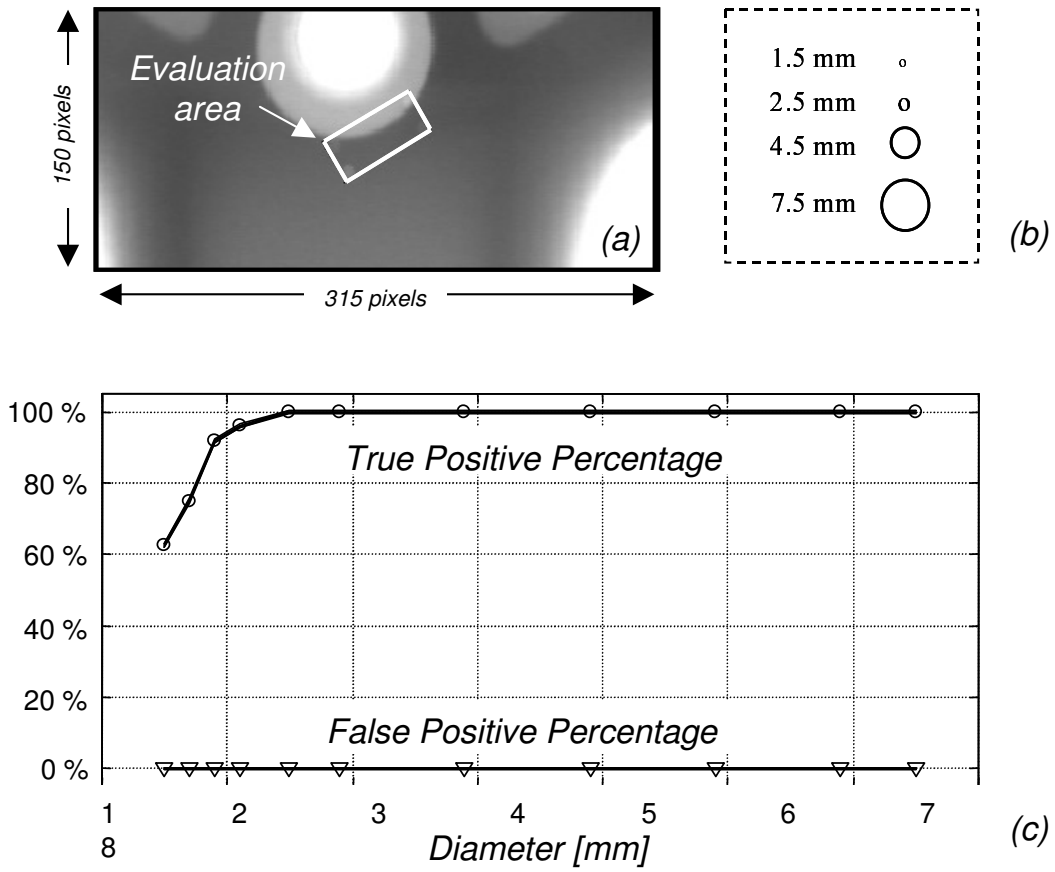 150 pixels
Evaluation
area
(a)
315 pixels
1.5 mm
2.5 mm
4.5 mm
7.5 mm
(b)
100 %
80 %
60 %
40 %
20 %
0 %
True Positive Percentage
False Positive Percentage
1 2 3 4 5 6 7
8
Diameter [mm]
(c)